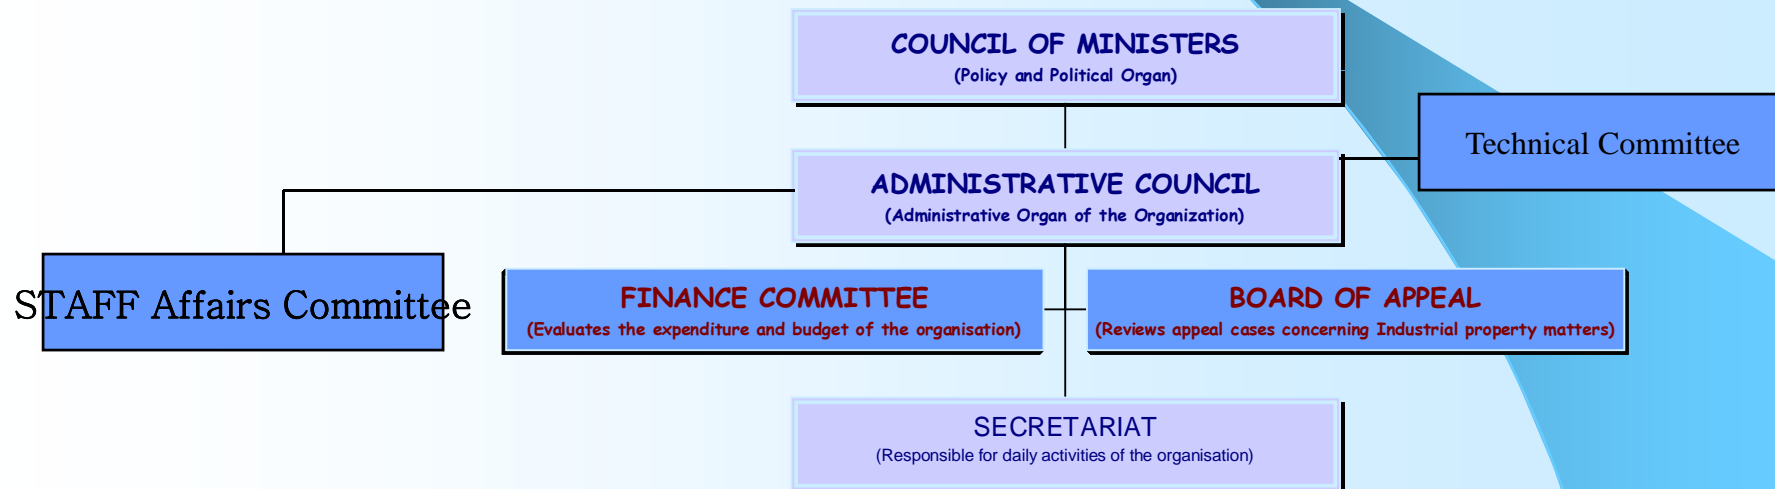 COUNCIL OF MINISTERS
(Policy and Political Organ)
Technical Committee
ADMINISTRATIVE COUNCIL
(Administrative Organ of the Organization)
STAFF Affairs Committee
FINANCE COMMITTEE
(Evaluates the expenditure and budget of the organisation)
BOARD OF APPEAL
(Reviews appeal cases concerning Industrial property matters)
SECRETARIAT
(Responsible for daily activities of the organisation)